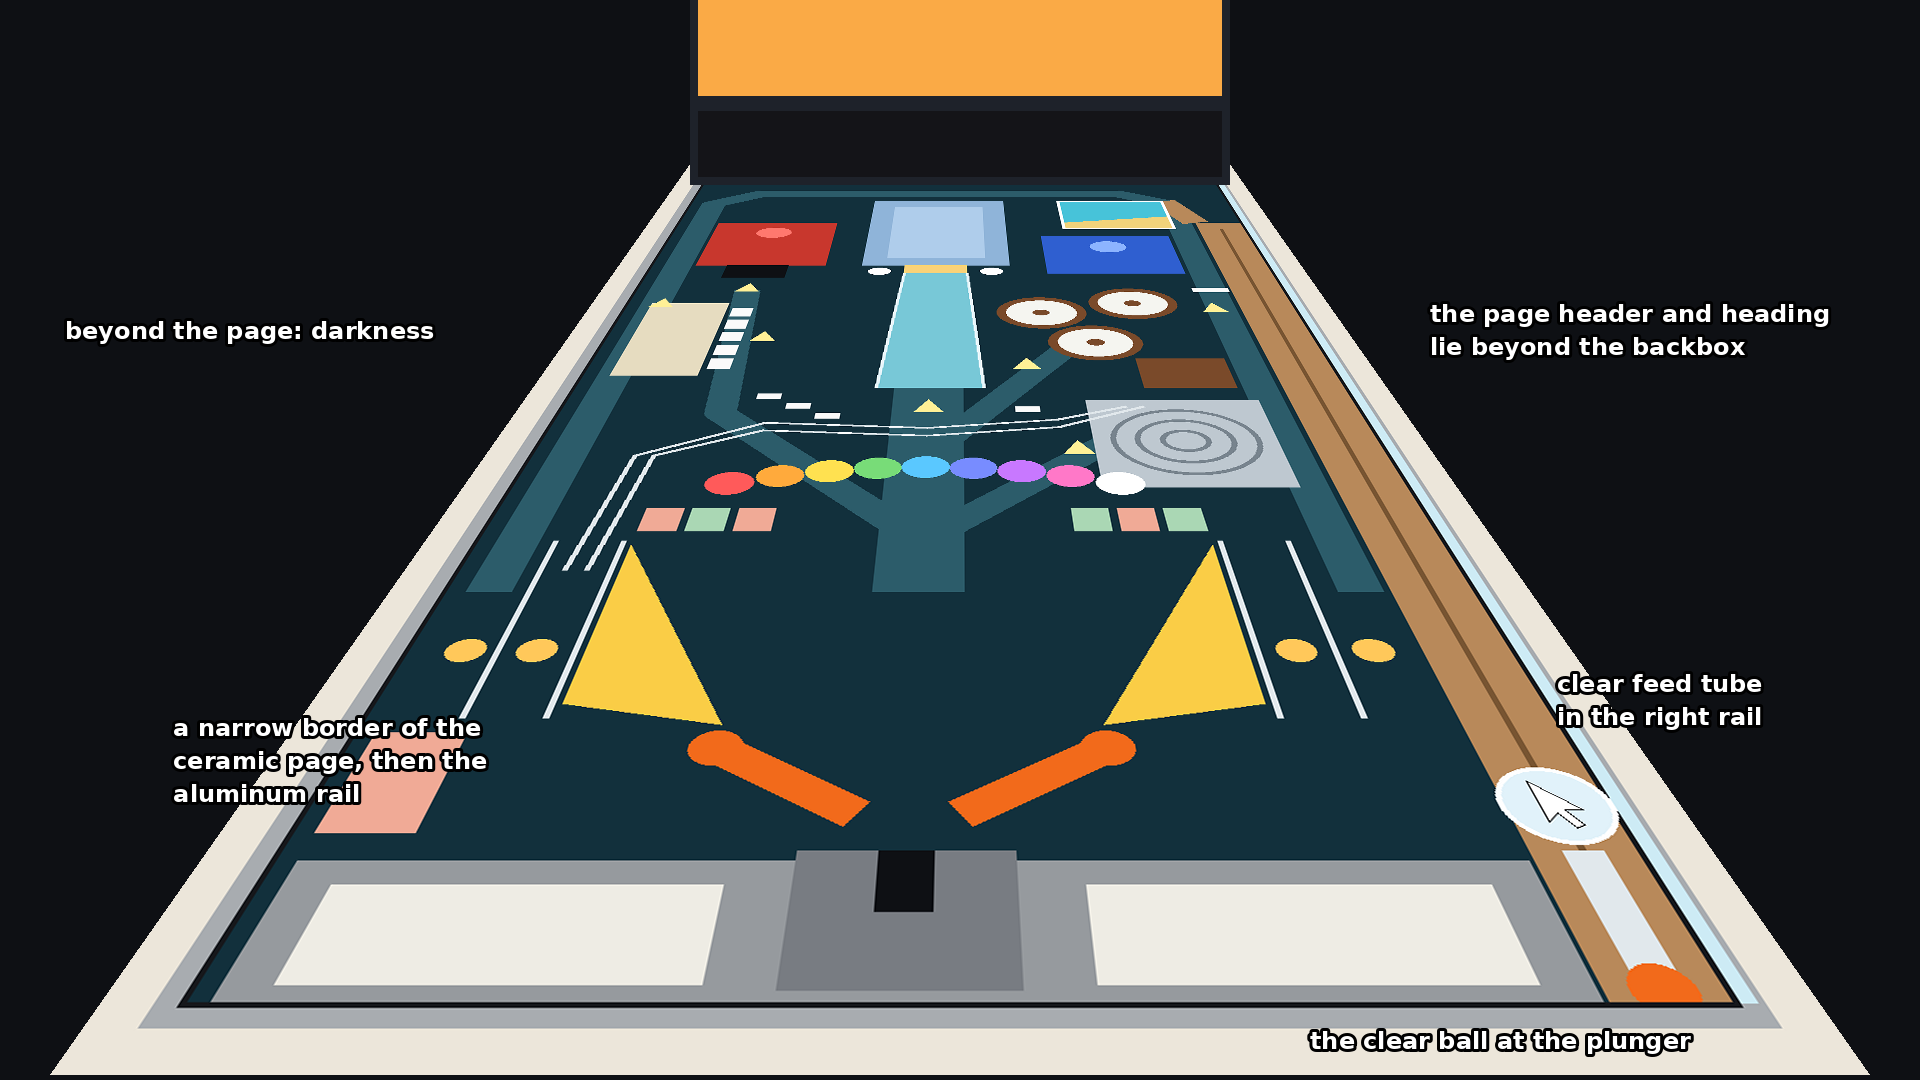 beyond the page: darkness
the page header and heading
lie beyond the backbox
clear feed tube
in the right rail
a narrow border of the
ceramic page, then the
aluminum rail
the clear ball at the plunger